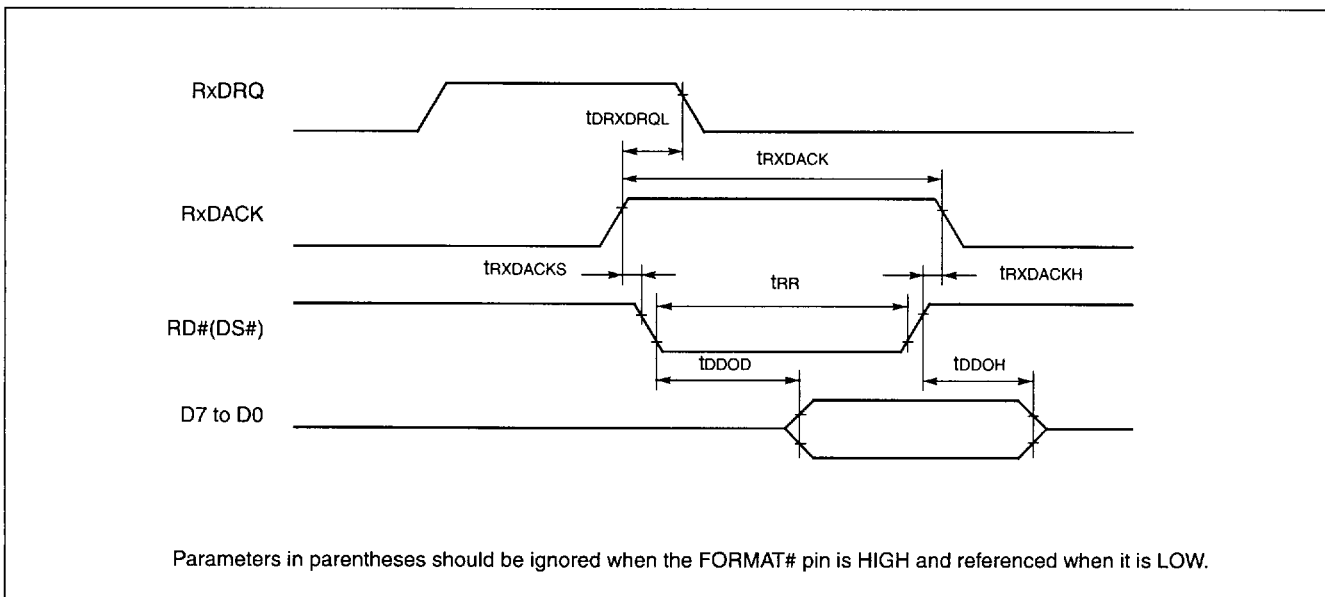 RxDRQ
tDRXDRQL
tRXDACK
RxDACK
tRXDACKS
tRR
tRXDACKH
RD#(DS#)
tDDOD
tDDOH
D7 to D0
Parameters in parentheses should be ignored when the FORMAT# pin is HIGH and referenced when it is LOW.